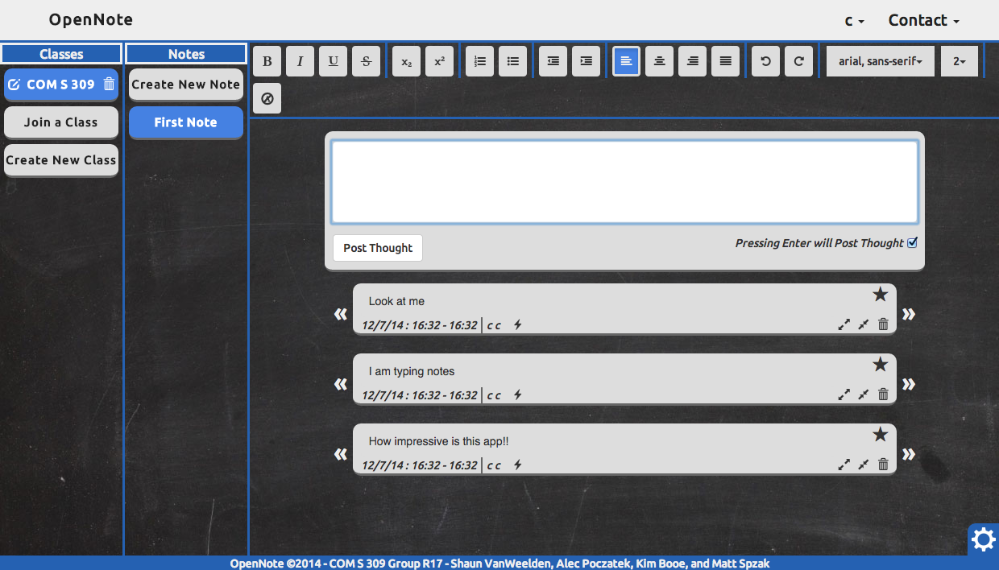 OpenNote
c
Contact
Classes
Notes
B
I
U
S
x₂
x²
arial, sans-serif
2
COM S 309
Create New Note
Join a Class
First Note
Create New Class
Post Thought
Pressing Enter will Post Thought
Look at me
12/7/14 : 16:32 - 16:32 | c c
I am typing notes
12/7/14 : 16:32 - 16:32 | c c
How impressive is this app!!
12/7/14 : 16:32 - 16:32 | c c
OpenNote ©2014 - COM S 309 Group R17 - Shaun VanWeelden, Alec Poczatek, Kim Booe, and Matt Spzak